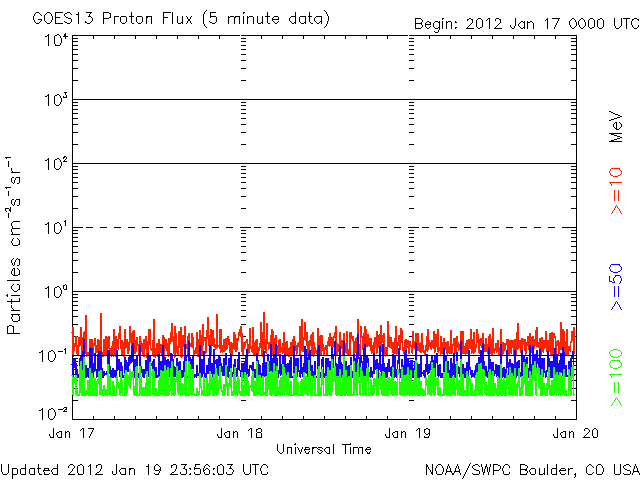 GOES13 Proton Flux (5 minute data)
Begin: 2012 Jan 17 0000 UTC
10⁴
10³
10²
10¹
10⁰
10⁻¹
10⁻²
Particles cm⁻²s⁻¹sr⁻¹
Jan 17 Jan 18 Jan 19 Jan 20
Universal Time
>=10
>=50
>=100
MeV
Updated 2012 Jan 19 23:56:03 UTC
NOAA/SWPC Boulder, CO USA